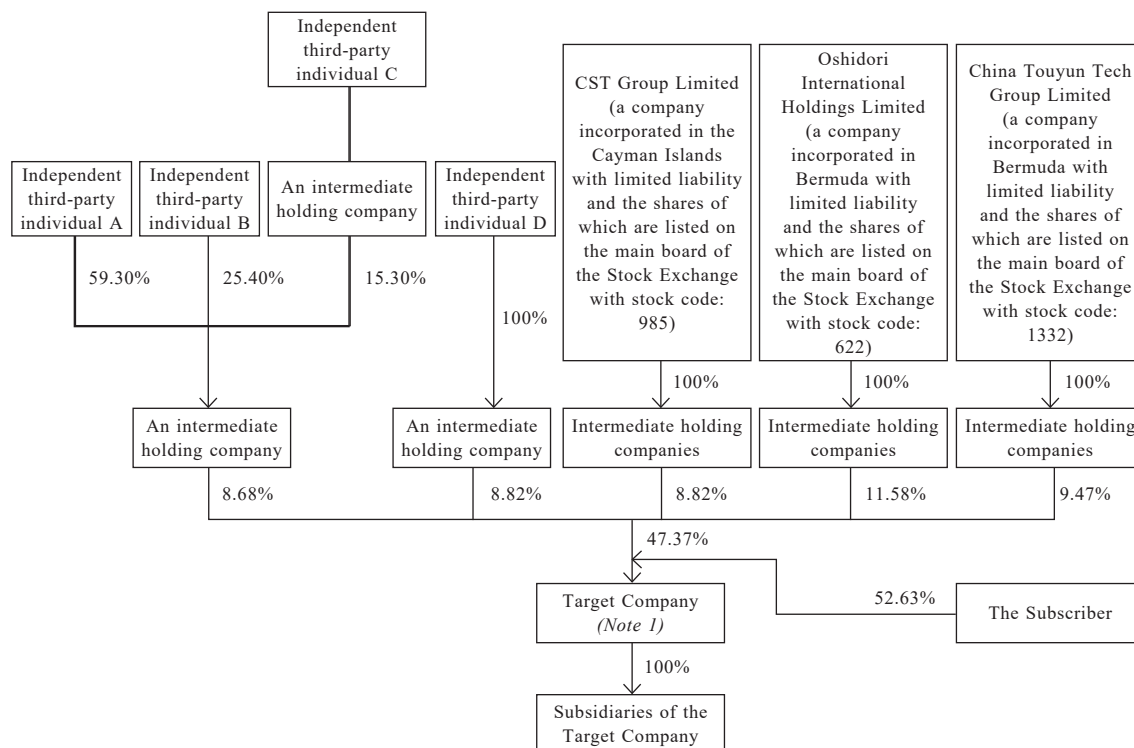 Independent
third-party
individual C
CST Group Limited
(a company
incorporated in the
Cayman Islands
with limited liability
and the shares of
which are listed on
the main board of
the Stock Exchange
with stock code:
985)
Oshidori
International
Holdings Limited
(a company
incorporated in
Bermuda with
limited liability
and the shares
of which are
listed on the
main board of
the Stock Exchange
with stock code:
622)
China Touyun Tech
Group Limited
(a company
incorporated in
Bermuda with
limited liability
and the shares of
which are listed on
the main board of
the Stock Exchange
with stock code:
1332)
Independent
third-party
individual A
Independent
third-party
individual B
An intermediate
holding company
Independent
third-party
individual D
59.30%
25.40%
15.30%
100%
100%
100%
100%
An intermediate
holding company
An intermediate
holding company
Intermediate holding
companies
Intermediate holding
companies
Intermediate holding
companies
8.68%
8.82%
8.82%
11.58%
9.47%
47.37%
52.63%
Target Company
(Note 1)
The Subscriber
100%
Subsidiaries of the
Target Company